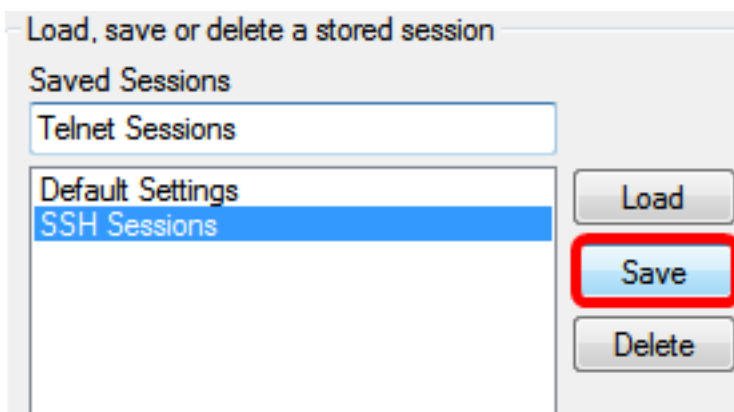 Load, save or delete a stored session
Saved Sessions
Telnet Sessions
Default Settings
SSH Sessions
Load
Save
Delete